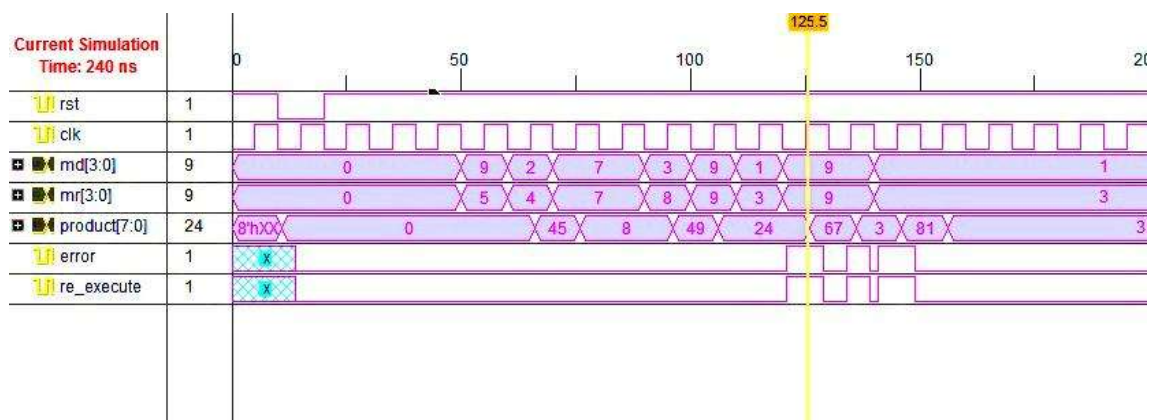 125.5
Current Simulation
Time: 240 ns
0 50 100 150 20
rst 1
clk 1
md[3:0] 9 0 9 2 7 3 9 1 9 1
mr[3:0] 9 0 5 4 7 8 9 3 9 3
product[7:0] 24 8'hXX 0 45 8 49 24 67 3 81 3
error 1 X
re_execute 1 X